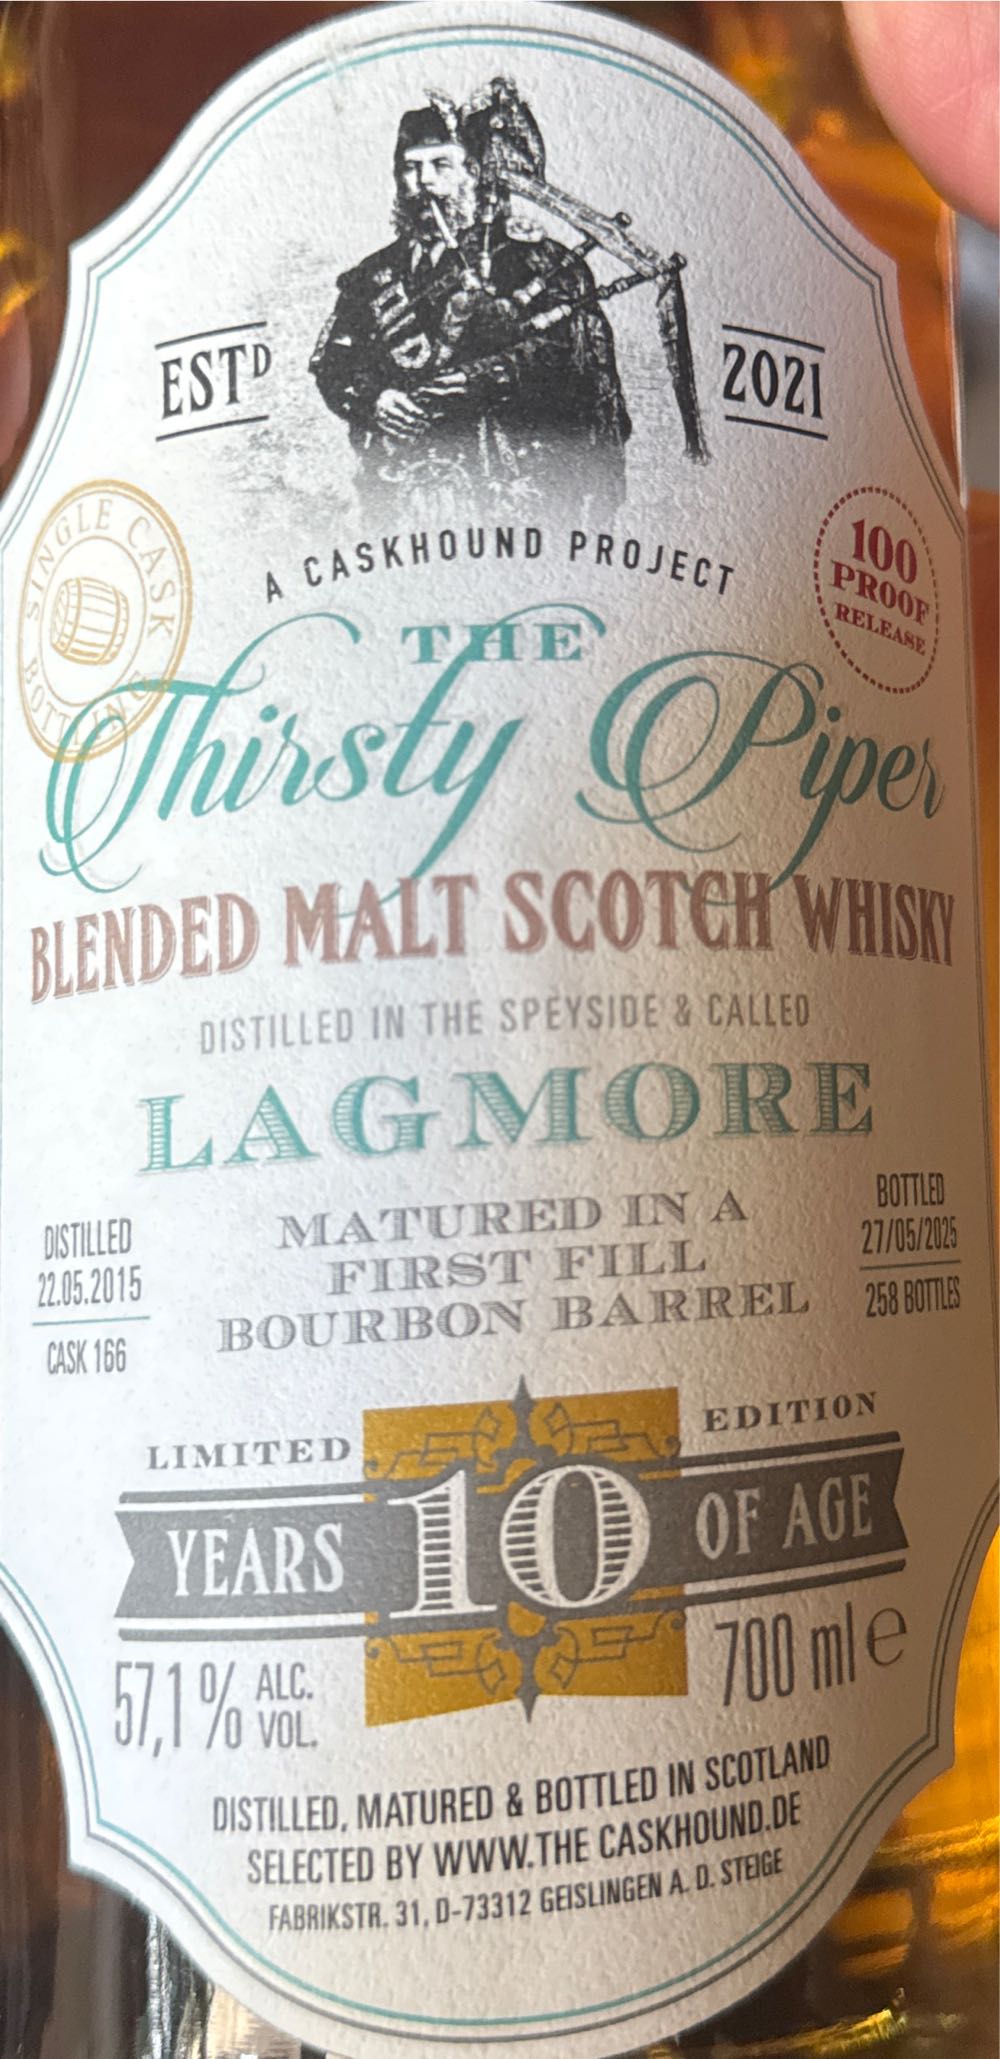 ESTD
2021
SINGLE CASK
BOTTLING
A CASKHOUND PROJECT
100
PROOF
RELEASE
THE
Thirsty Piper
BLENDED MALT SCOTCH WHISKY
DISTILLED IN THE SPEYSIDE & CALLED
LAGMORE
DISTILLED
22.05.2015
CASK 166
MATURED IN A
FIRST FILL
BOURBON BARREL
BOTTLED
27/05/2025
258 BOTTLES
LIMITED EDITION
YEARS 10 OF AGE
57,1% ALC.
VOL.
700 ml e
DISTILLED, MATURED & BOTTLED IN SCOTLAND
SELECTED BY WWW.THE CASKHOUND.DE
FABRIKSTR. 31, D-73312 GEISLINGEN A. D. STEIGE